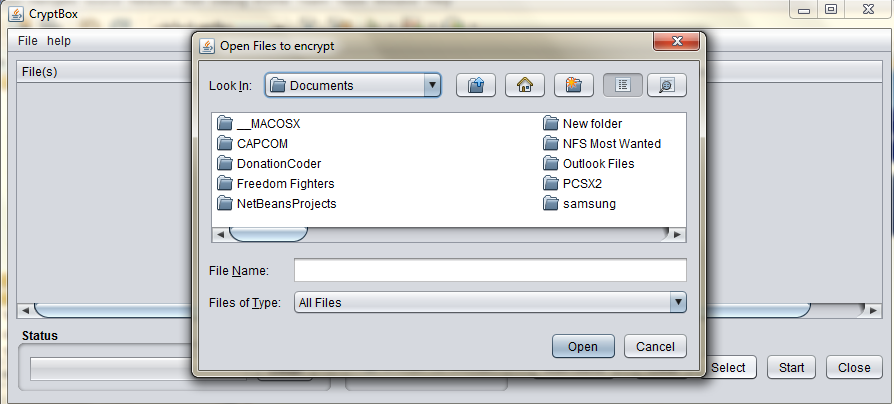 CryptBox
File help
File(s)
Open Files to encrypt
Look In: Documents
__MACOSX
CAPCOM
DonationCoder
Freedom Fighters
NetBeansProjects
New folder
NFS Most Wanted
Outlook Files
PCSX2
samsung
File Name:
Files of Type: All Files
Open Cancel
Status
Select Start Close